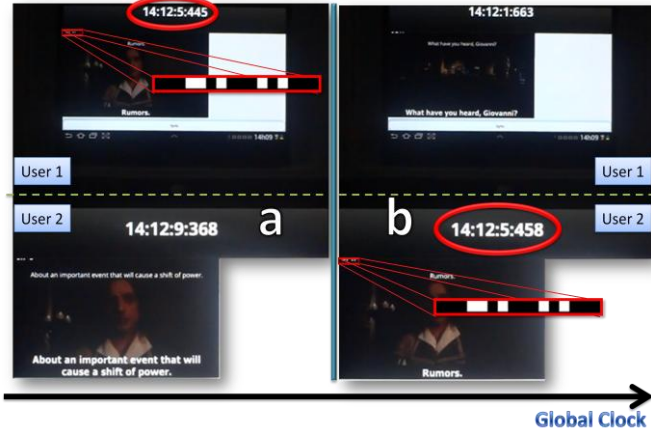 14:12:5:445
Rumors.
Rumors.
14h09
User 1
User 2
14:12:9:368
a
About an important event that will cause a shift of power.
About an important event that will
cause a shift of power.
14:12:1:663
What have you heard, Giovanni?
What have you heard, Giovanni?
14h09
User 1
User 2
b
14:12:5:458
Rumors.
Rumors.
Global Clock